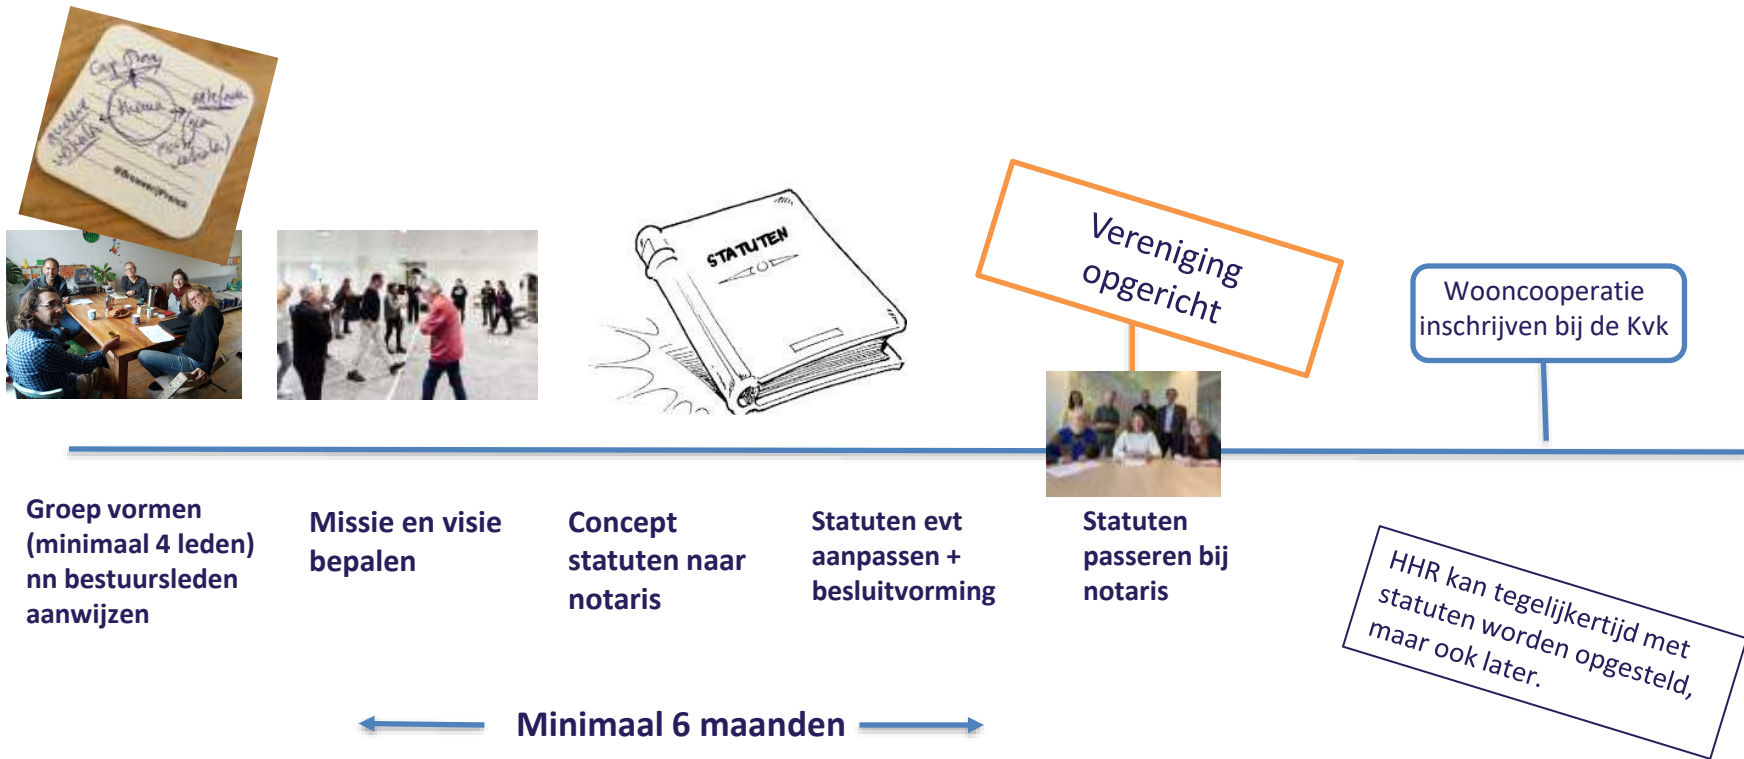 @BrouwerijPraxis
STATUTEN
Vereniging
opgericht
Wooncooperatie
inschrijven bij de Kvk
Groep vormen
(minimaal 4 leden)
nn bestuursleden
aanwijzen
Missie en visie
bepalen
Concept
statuten naar
notaris
Statuten evt
aanpassen +
besluitvorming
Statuten
passeren bij
notaris
HHR kan tegelijkertijd met
statuten worden opgesteld,
maar ook later.
Minimaal 6 maanden